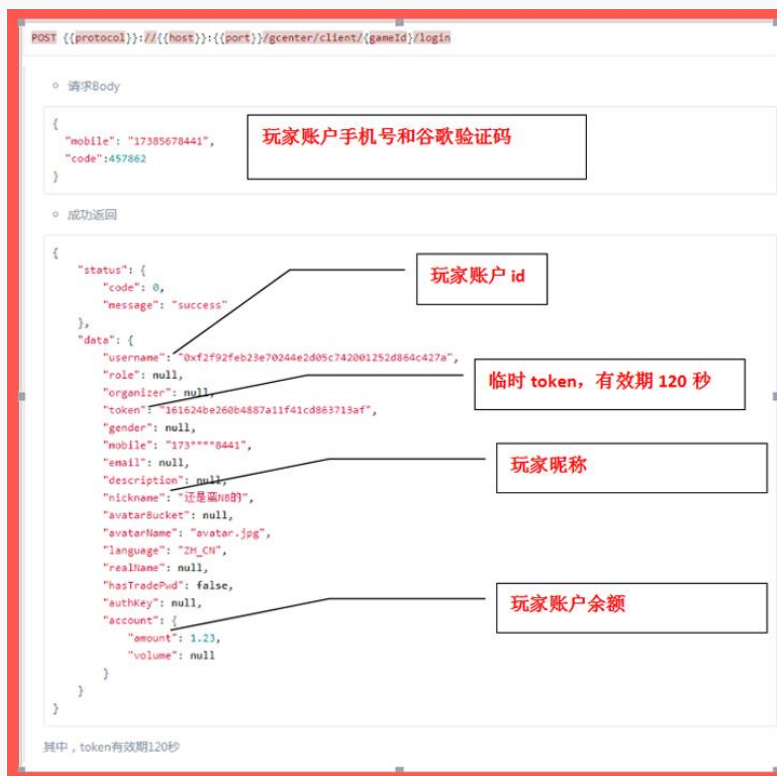 POST {{protocol}}://{{host}}:{{port}}/gcenter/client/{gameId}/login
请求Body
{
"mobile": "17385678441",
"code":457862
}
玩家账户手机号和谷歌验证码
成功返回
{
"status": {
"code": 0,
"message": "success"
},
玩家账户 id
"data": {
"username": "0xf2f92feb23e70244e2d05c742001252d864c427a",
"role": null,
"organizer": null,
"token": "161624be260b4887a11f41cd863713af",
临时 token，有效期 120 秒
"gender": null,
"mobile": "173****8441",
"email": null,
"description": null,
"nickname": "还是蛮NB的",
玩家昵称
"avatarBucket": null,
"avatarName": "avatar.jpg",
"language": "ZH_CN",
"realName": null,
"hasTradePwd": false,
"authKey": null,
"account": {
玩家账户余额
"amount": 1.23,
"volume": null
}
}
}
其中，token有效期120秒